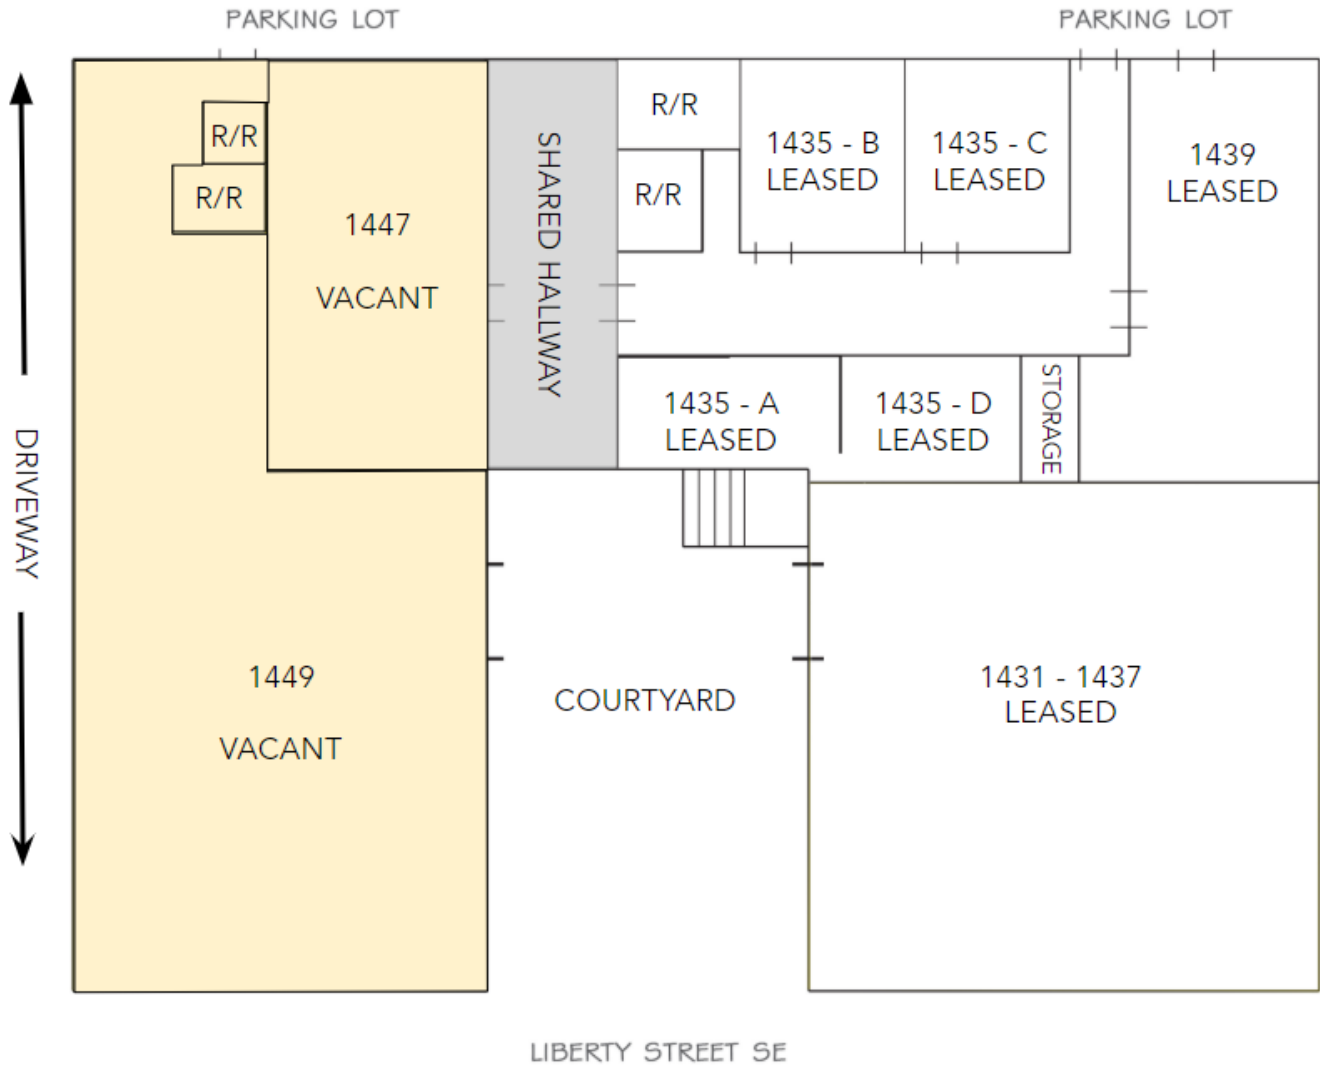 PARKING LOT
PARKING LOT
R/R
R/R
1447
VACANT
SHARED HALLWAY
R/R
R/R
1435 - B
LEASED
1435 - C
LEASED
1439
LEASED
1435 - A
LEASED
1435 - D
LEASED
STORAGE
DRIVEWAY
1449
VACANT
COURTYARD
1431 - 1437
LEASED
LIBERTY STREET SE